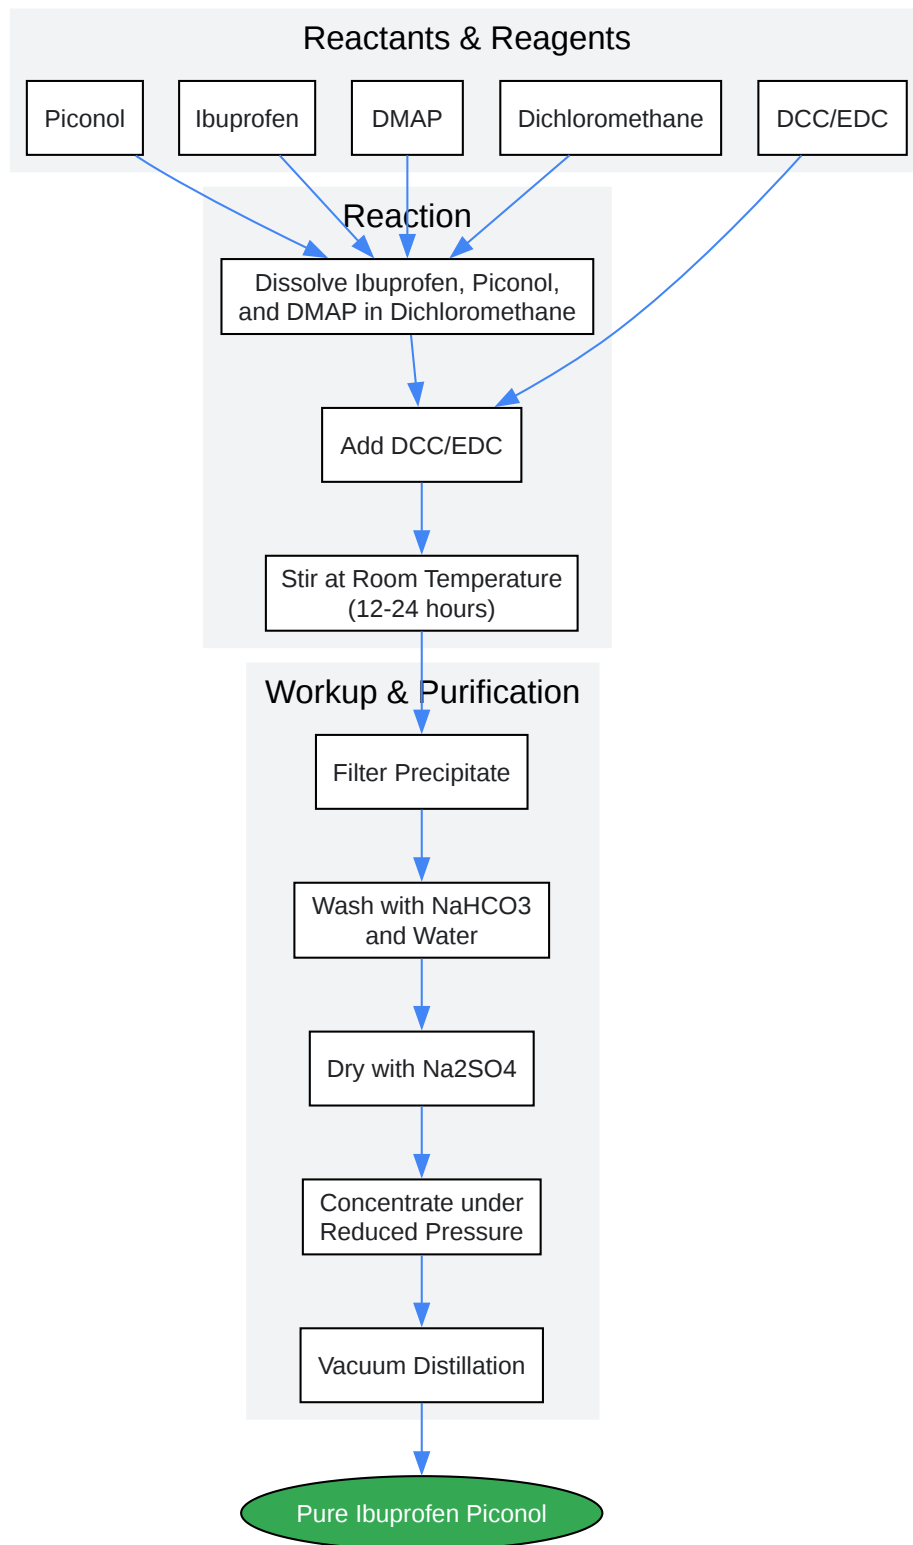 Reactants & Reagents
Piconol
Ibuprofen
DMAP
Dichloromethane
DCC/EDC
Reaction
Dissolve Ibuprofen, Piconol,
and DMAP in Dichloromethane
Add DCC/EDC
Stir at Room Temperature
(12-24 hours)
Workup & Purification
Filter Precipitate
Wash with NaHCO3
and Water
Dry with Na2SO4
Concentrate under
Reduced Pressure
Vacuum Distillation
Pure Ibuprofen Piconol